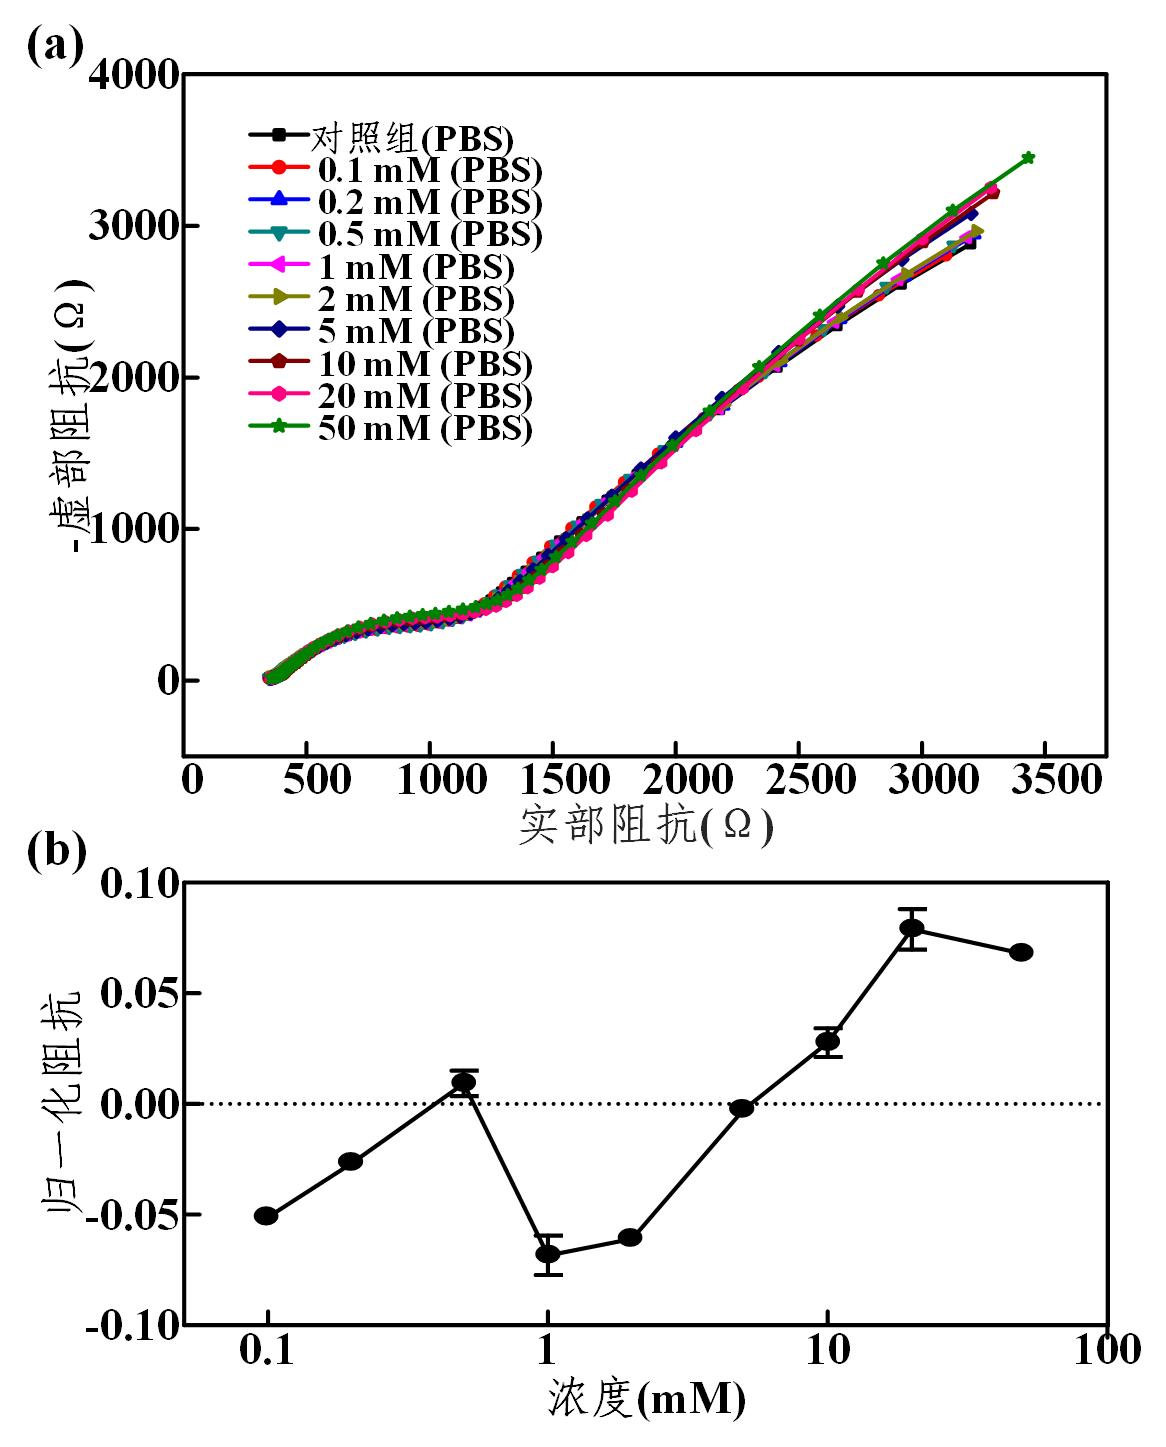 (a)
4000
3000
2000
1000
0
-虚部阻抗(Ω)
对照组(PBS)
0.1 mM (PBS)
0.2 mM (PBS)
0.5 mM (PBS)
1 mM (PBS)
2 mM (PBS)
5 mM (PBS)
10 mM (PBS)
20 mM (PBS)
50 mM (PBS)
0 500 1000 1500 2000 2500 3000 3500
实部阻抗(Ω)
(b)
0.10
0.05
0.00
-0.05
-0.10
归一化阻抗
0.1 1 10 100
浓度(mM)